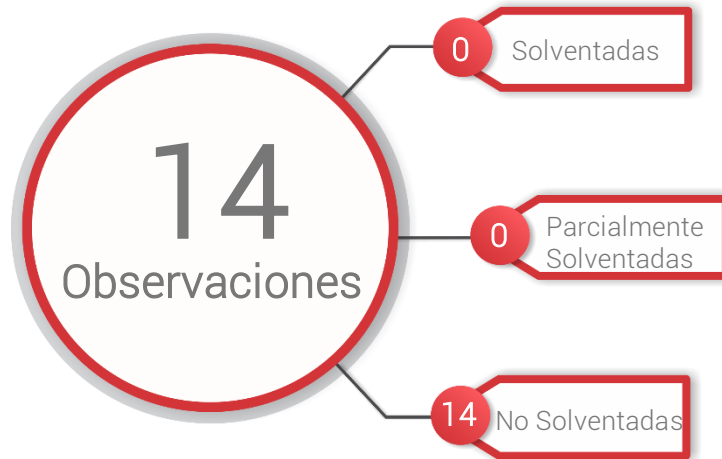 14
Observaciones
0
Solventadas
0
Parcialmente
Solventadas
14
No Solventadas